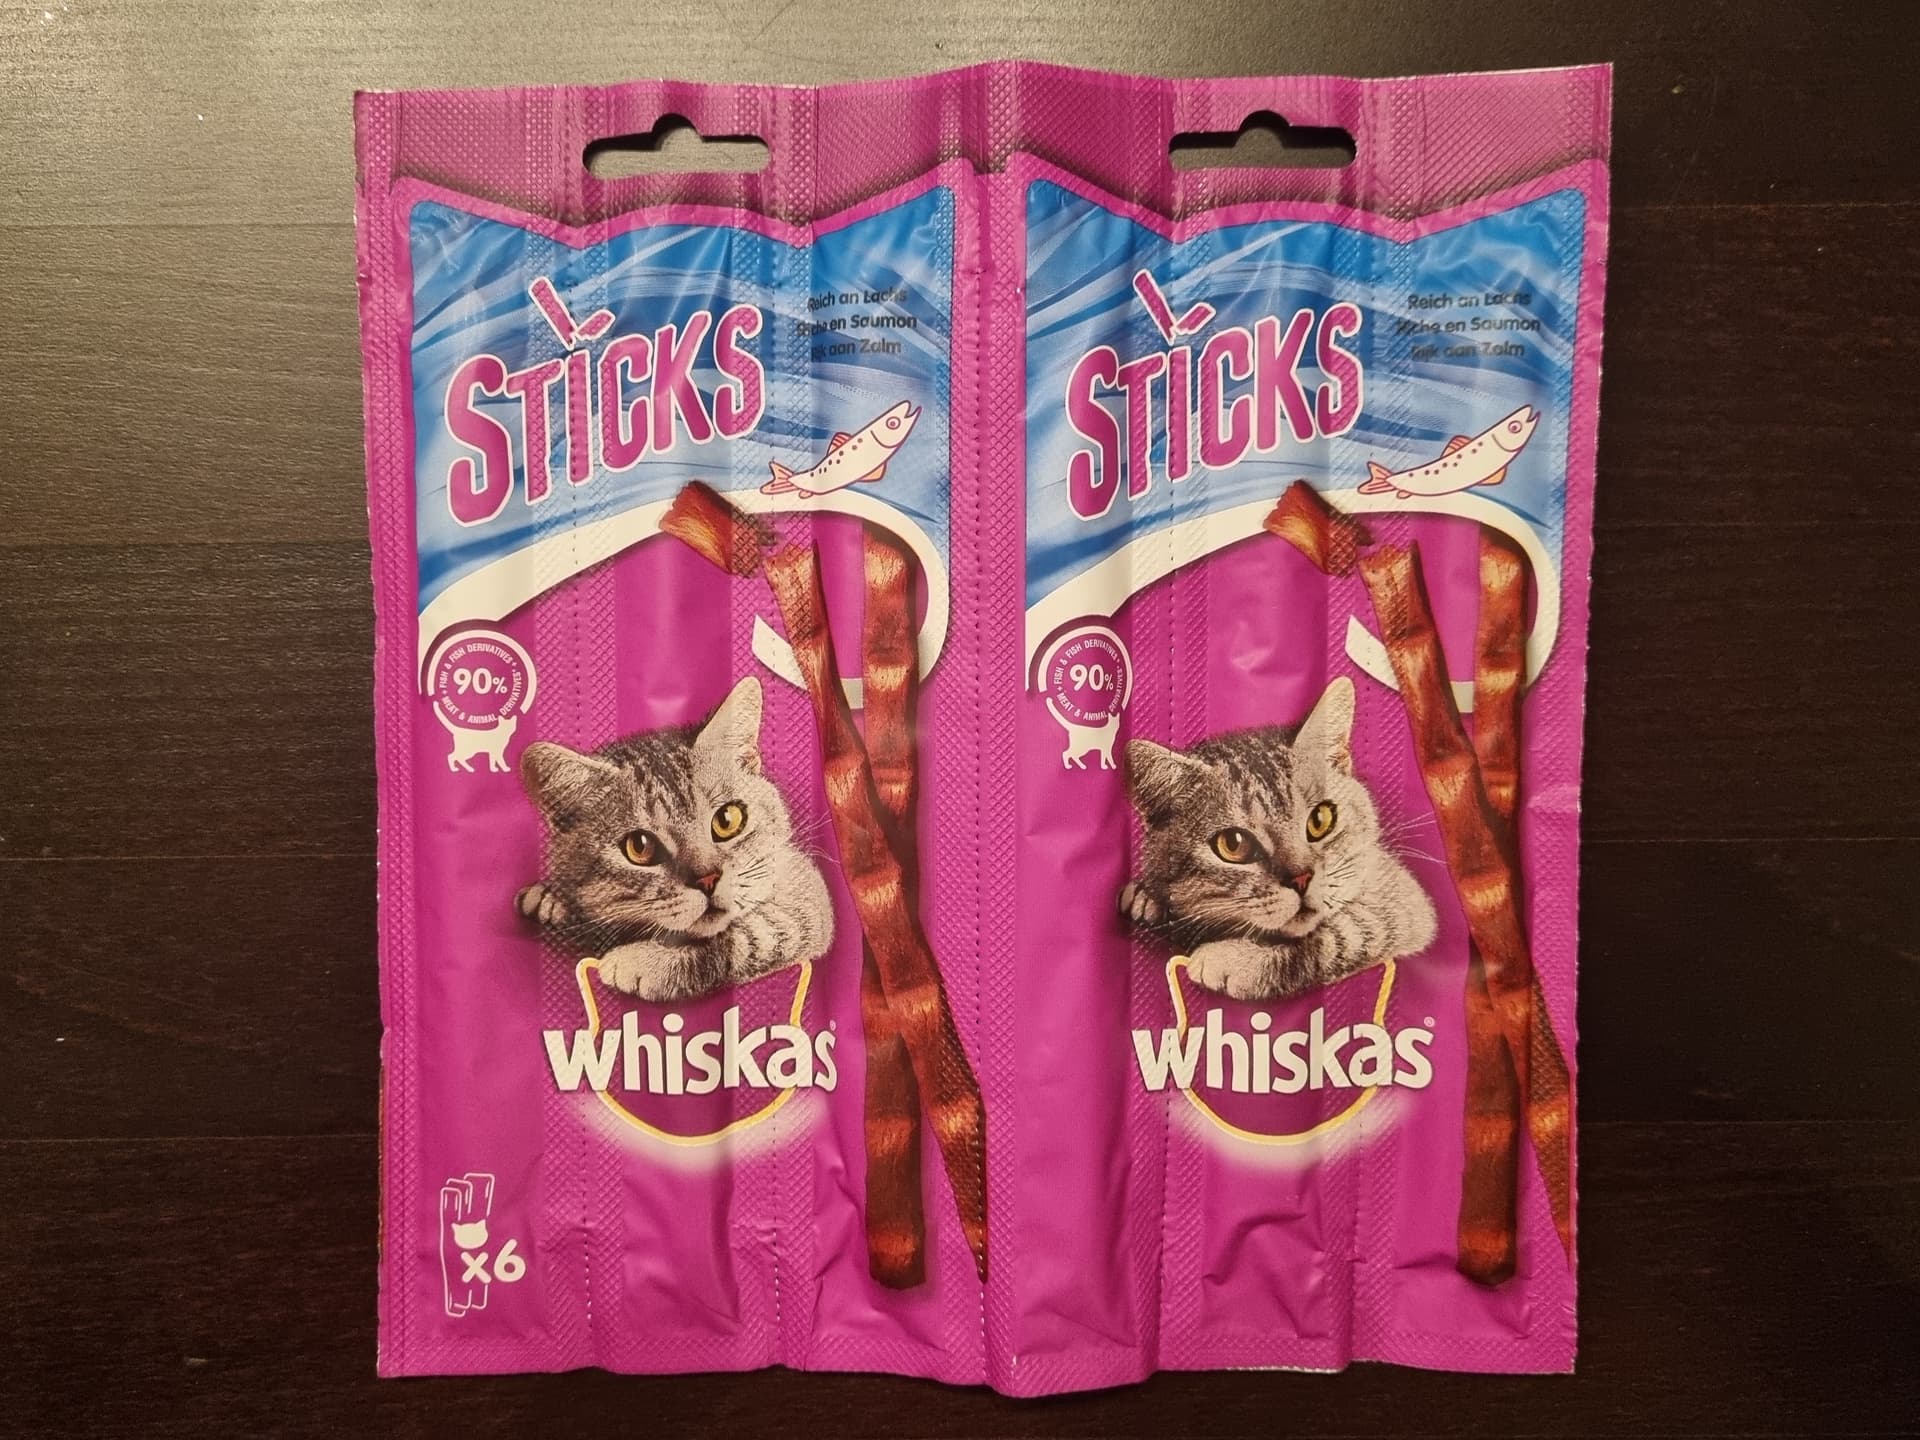 STICKS
Reich an Lachs
Riche en Saumon
Rijk aan Zalm
90%
• FISH & FISH DERIVATIVES •
MEAT & ANIMAL DERIVATIVES
whiskas®
x6
STICKS
Reich an Lachs
Riche en Saumon
Rijk aan Zalm
90%
• FISH & FISH DERIVATIVES •
MEAT & ANIMAL DERIVATIVES
whiskas®